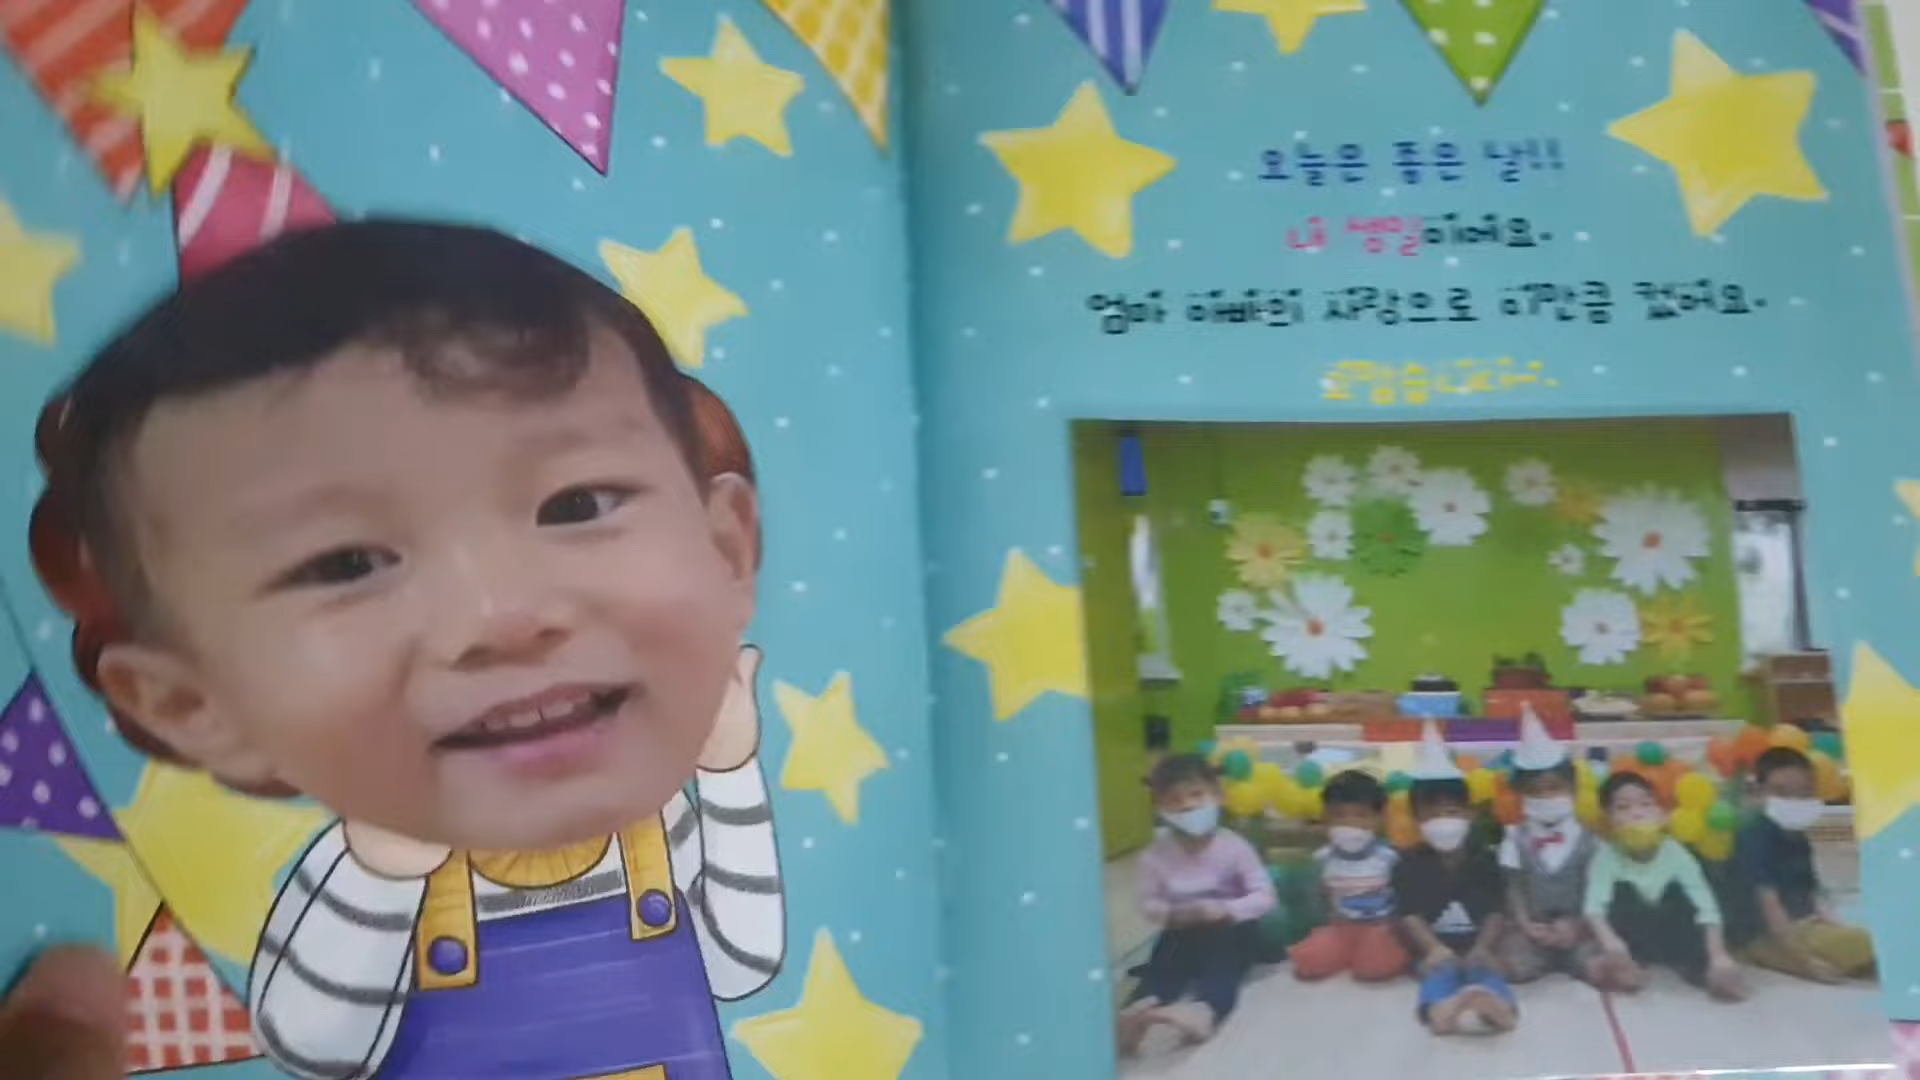 오늘은 좋은 날!!
내 생일이에요.
엄마 아빠의 사랑으로 이만큼 컸어요.
고맙습니다.